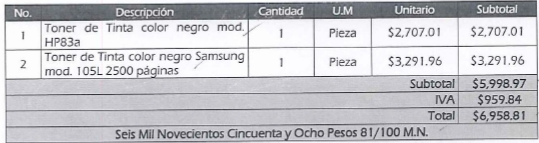 No. Descripción Cantidad U.M Unitario Subtotal
1 Toner de Tinta color negro mod. HP83a 1 Pieza $2,707.01 $2,707.01
2 Toner de Tinta color negro Samsung mod. 105L 2500 páginas 1 Pieza $3,291.96 $3,291.96
Subtotal $5,998.97
IVA $959.84
Total $6,958.81
Seis Mil Novecientos Cincuenta y Ocho Pesos 81/100 M.N.